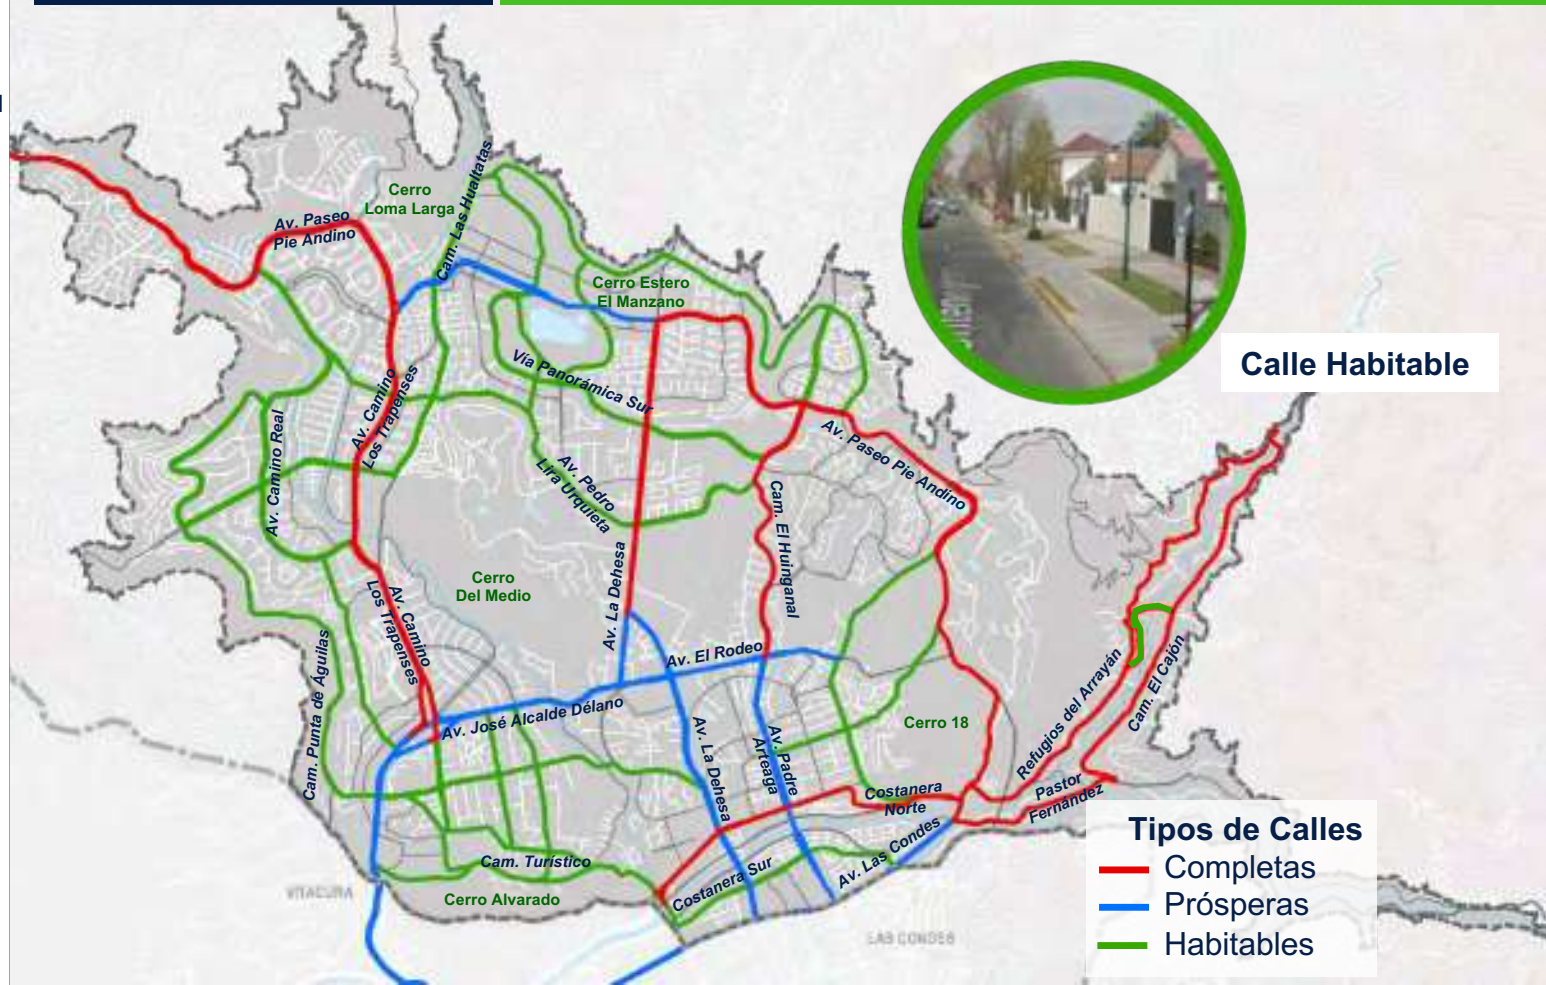 Cerro
Loma Larga
Cam. Las Hualtatas
Av. Paseo
Pie Andino
Cerro Estero
El Manzano
Calle Habitable
Vía Panorámica Sur
Av. Camino
Los Trapenses
Av. Camino Real
Av. Paseo Pie Andino
Av. Pedro
Lira Urquieta
Cam. El Huinganal
Av. La Dehesa
Cerro
Del Medio
Av. Camino
Los Trapenses
Av. El Rodeo
Cam. Punta de Águilas
Av. José Alcalde Délano
Av. La Dehesa
Av. Padre
Arteaga
Cerro 18
Refugios del Arrayán
Cam. El Cajón
Costanera
Norte
Pastor
Fernández
Cam. Turístico
Costanera Sur
Av. Las Condes
Cerro Alvarado
VITACURA
LAS CONDES
Tipos de Calles
Completas
Prósperas
Habitables